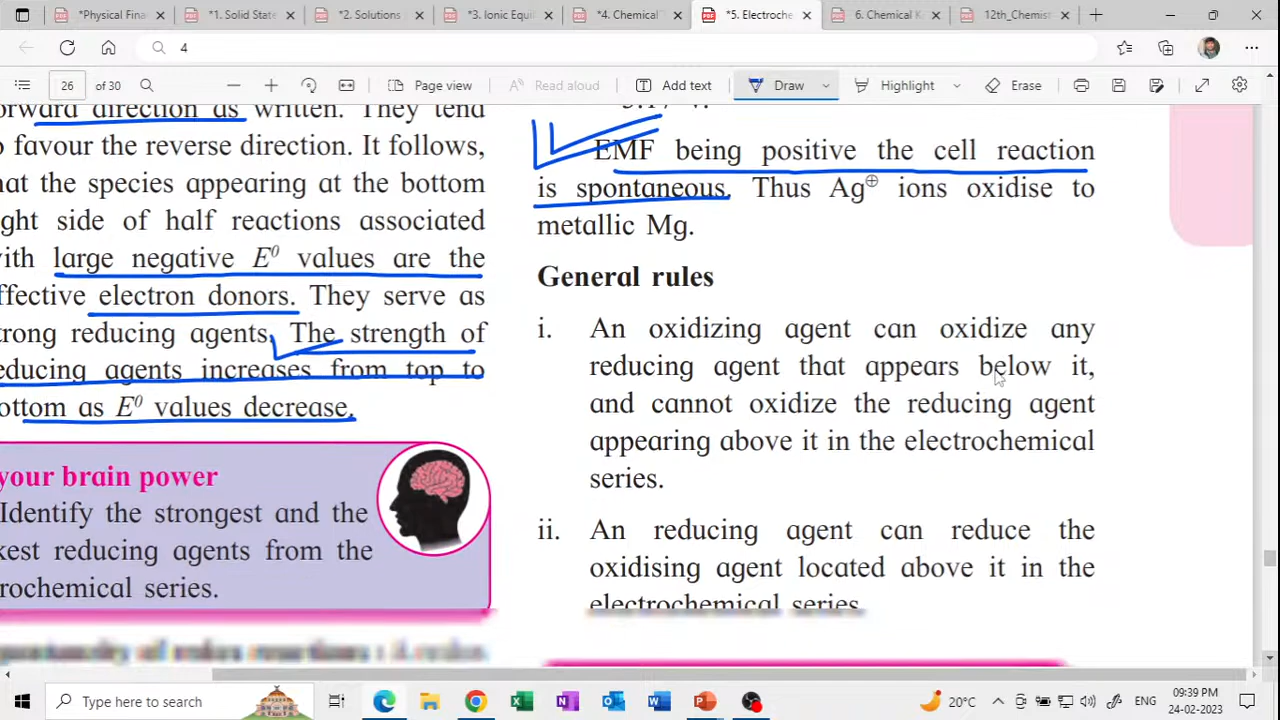 *Physical Fina
*1. Solid State
*2. Solutions
*3. Ionic Equi
*4. Chemical
*5. Electroche
6. Chemical K
12th_Chemist
4
26 of 30
Page view
Read aloud
Add text
Draw
Highlight
Erase
orward direction as written. They tend
o favour the reverse direction. It follows,
hat the species appearing at the bottom
ght side of half reactions associated
with large negative E⁰ values are the
ffective electron donors. They serve as
trong reducing agents. The strength of
educing agents increases from top to
ottom as E⁰ values decrease.
your brain power
Identify the strongest and the
kest reducing agents from the
rochemical series.
3.17 V.
EMF being positive the cell reaction
is spontaneous. Thus Ag⊕ ions oxidise to
metallic Mg.
General rules
i. An oxidizing agent can oxidize any
reducing agent that appears below it,
and cannot oxidize the reducing agent
appearing above it in the electrochemical
series.
ii. An reducing agent can reduce the
oxidising agent located above it in the
electrochemical series.
Type here to search
20°C
ENG
09:39 PM
24-02-2023